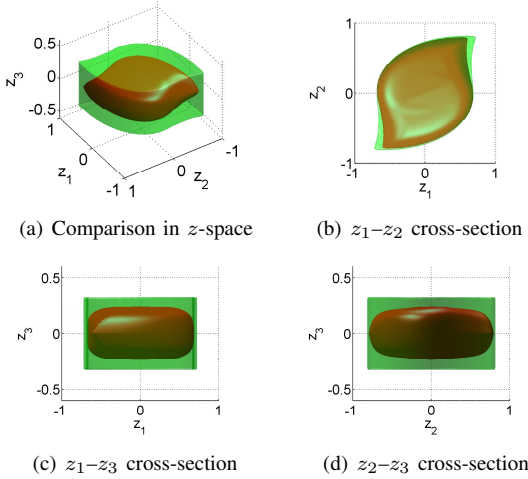 0.5
0
-0.5
z3
1
0
-1
z1
1
0
-1
z2
(a) Comparison in z-space
1
0
-1
z2
-1
0
1
z1
(b) z1–z2 cross-section
0.5
0
-0.5
z3
-1
0
1
z1
(c) z1–z3 cross-section
0.5
0
-0.5
z3
-1
0
1
z2
(d) z2–z3 cross-section